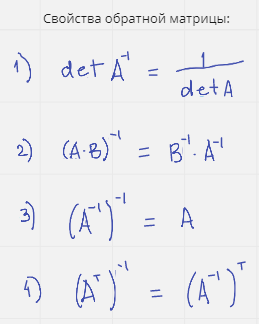 Свойства обратной матрицы:
1) det A⁻¹ = 1/det A
2) (A·B)⁻¹ = B⁻¹·A⁻¹
3) (A⁻¹)⁻¹ = A
4) (Aᵀ)⁻¹ = (A⁻¹)ᵀ